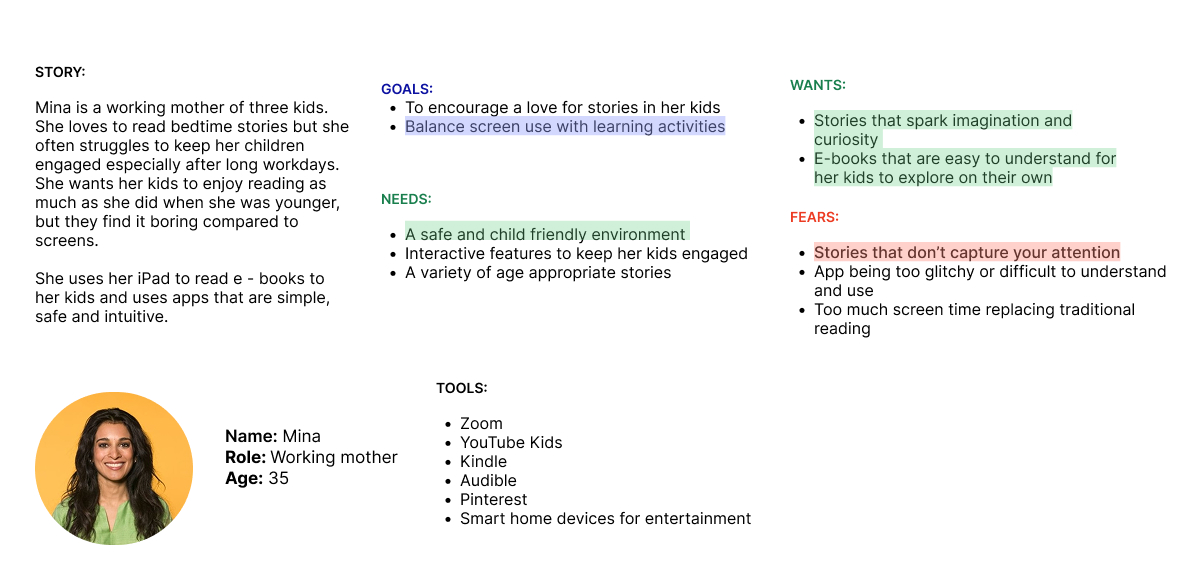 STORY:
Mina is a working mother of three kids.
She loves to read bedtime stories but she
often struggles to keep her children
engaged especially after long workdays.
She wants her kids to enjoy reading as
much as she did when she was younger,
but they find it boring compared to
screens.
She uses her iPad to read e - books to
her kids and uses apps that are simple,
safe and intuitive.
GOALS:
• To encourage a love for stories in her kids
• Balance screen use with learning activities
NEEDS:
• A safe and child friendly environment
• Interactive features to keep her kids engaged
• A variety of age appropriate stories
WANTS:
• Stories that spark imagination and
curiosity
• E-books that are easy to understand for
her kids to explore on their own
FEARS:
• Stories that don’t capture your attention
• App being too glitchy or difficult to understand
and use
• Too much screen time replacing traditional
reading
Name: Mina
Role: Working mother
Age: 35
TOOLS:
• Zoom
• YouTube Kids
• Kindle
• Audible
• Pinterest
• Smart home devices for entertainment